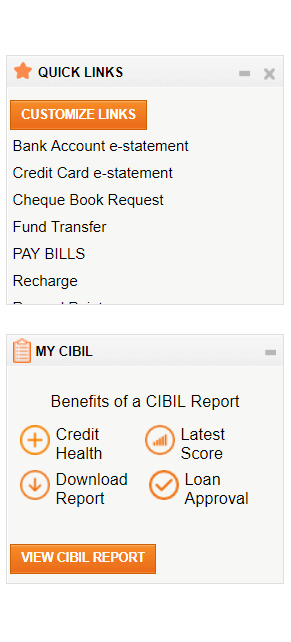 QUICK LINKS
CUSTOMIZE LINKS
Bank Account e-statement
Credit Card e-statement
Cheque Book Request
Fund Transfer
PAY BILLS
Recharge
MY CIBIL
Benefits of a CIBIL Report
Credit Health
Latest Score
Download Report
Loan Approval
VIEW CIBIL REPORT